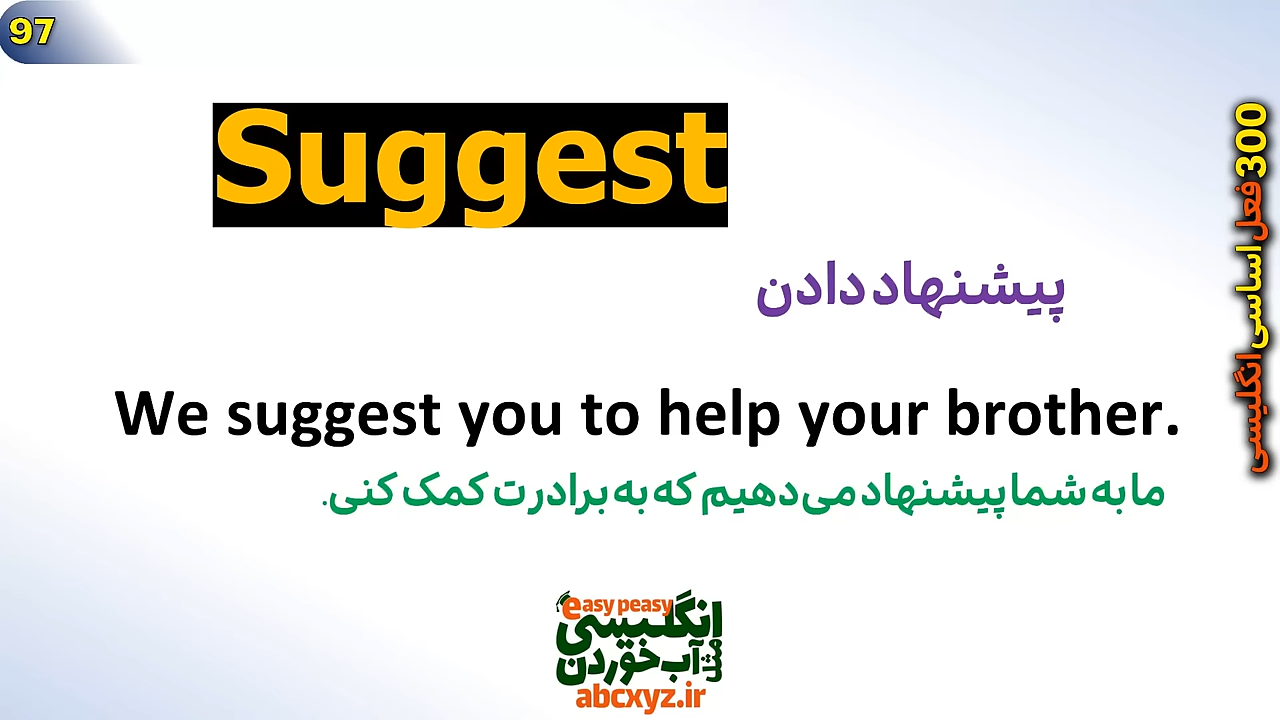 97
Suggest
پیشنهاد دادن
We suggest you to help your brother.
ما به شما پیشنهاد می‌دهیم که به برادرت کمک کنی.
300 فعل اساسی انگلیسی
easy peasy
انگلیسی
مثل آب خوردن
abcxyz.ir